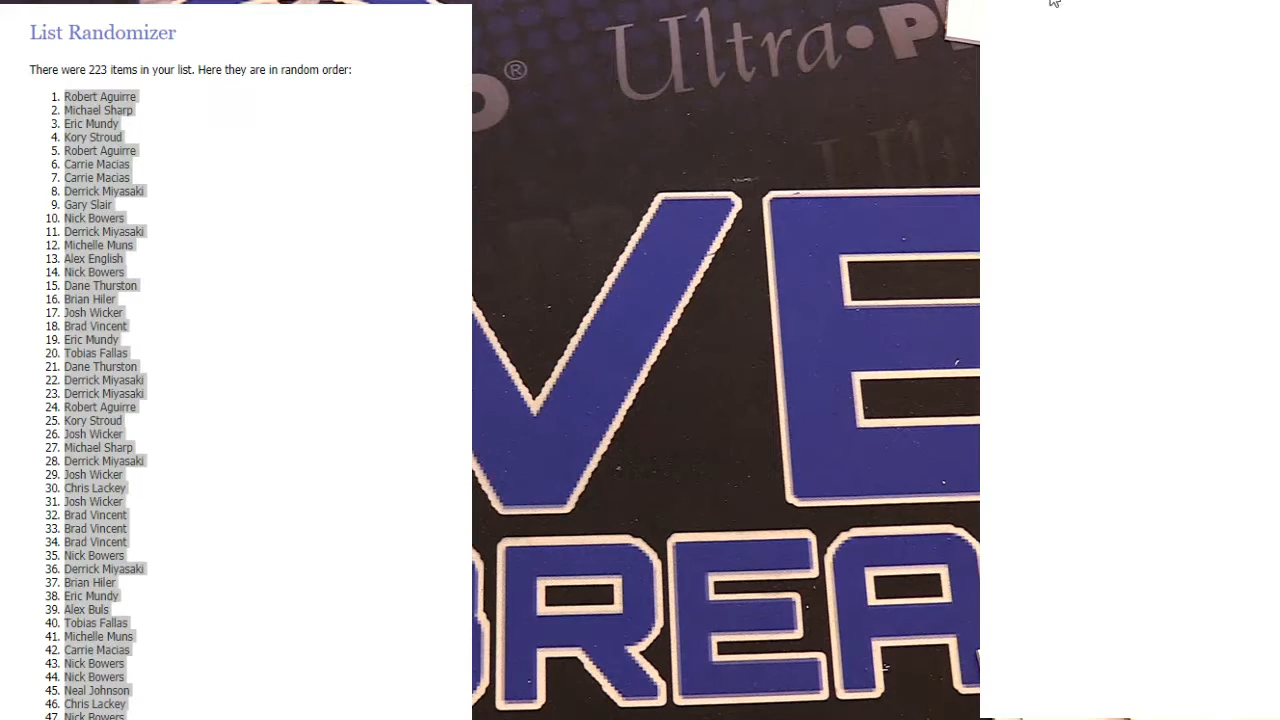 List Randomizer
There were 223 items in your list. Here they are in random order:
1. Robert Aguirre
2. Michael Sharp
3. Eric Mundy
4. Kory Stroud
5. Robert Aguirre
6. Carrie Macias
7. Carrie Macias
8. Derrick Miyasaki
9. Gary Slair
10. Nick Bowers
11. Derrick Miyasaki
12. Michelle Muns
13. Alex English
14. Nick Bowers
15. Dane Thurston
16. Brian Hiler
17. Josh Wicker
18. Brad Vincent
19. Eric Mundy
20. Tobias Fallas
21. Dane Thurston
22. Derrick Miyasaki
23. Derrick Miyasaki
24. Robert Aguirre
25. Kory Stroud
26. Josh Wicker
27. Michael Sharp
28. Derrick Miyasaki
29. Josh Wicker
30. Chris Lackey
31. Josh Wicker
32. Brad Vincent
33. Brad Vincent
34. Brad Vincent
35. Nick Bowers
36. Derrick Miyasaki
37. Brian Hiler
38. Eric Mundy
39. Alex Buls
40. Tobias Fallas
41. Michelle Muns
42. Carrie Macias
43. Nick Bowers
44. Nick Bowers
45. Neal Johnson
46. Chris Lackey
47. Nick Bowers
O®
Ultra•P
VE
REA